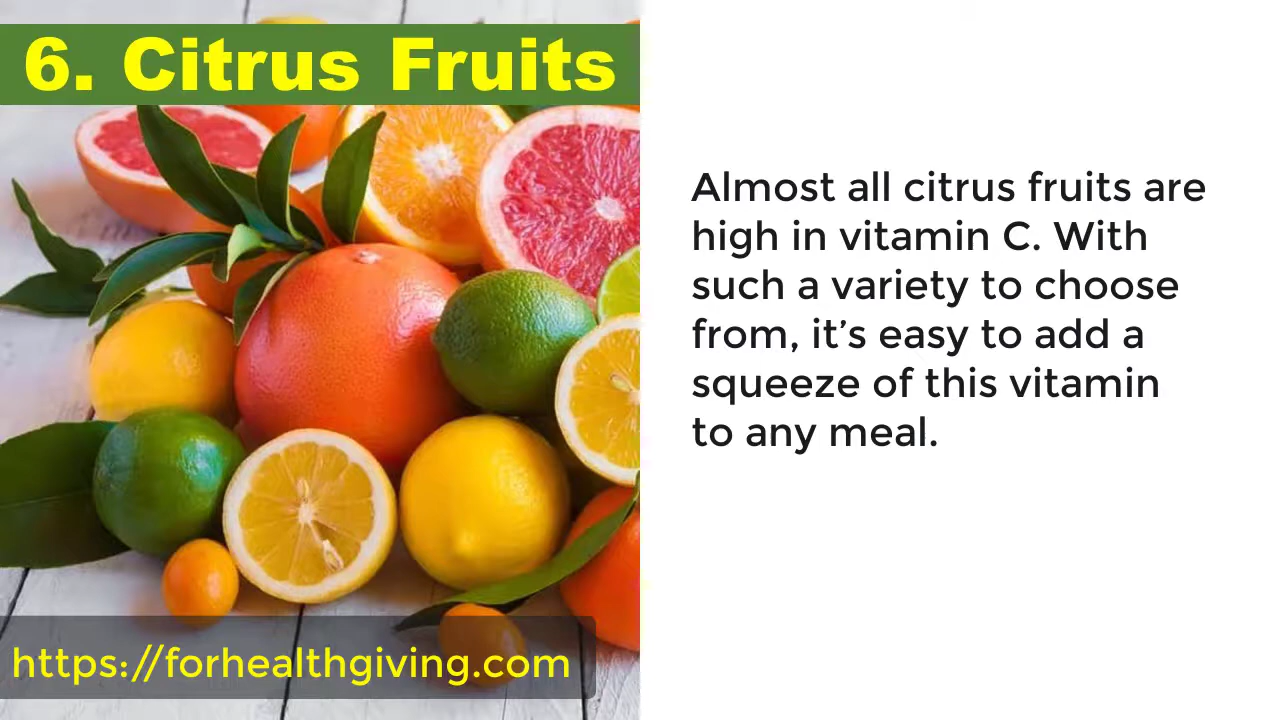 6. Citrus Fruits
Almost all citrus fruits are
high in vitamin C. With
such a variety to choose
from, it’s easy to add a
squeeze of this vitamin
to any meal.
https://forhealthgiving.com